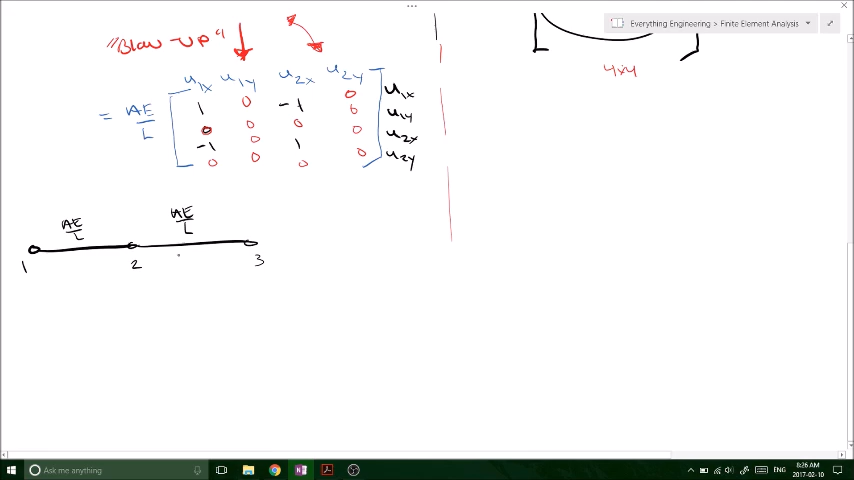 Everything Engineering > Finite Element Analysis
"Blow-UP"
4x4
u1x u1y u2x u2y
= AE/L
1 0 -1 0 u1x
0 0 0 0 u1y
-1 0 1 0 u2x
0 0 0 0 u2y
AE/L AE/L
1 2 3
Ask me anything
ENG
8:26 AM
2017-02-10